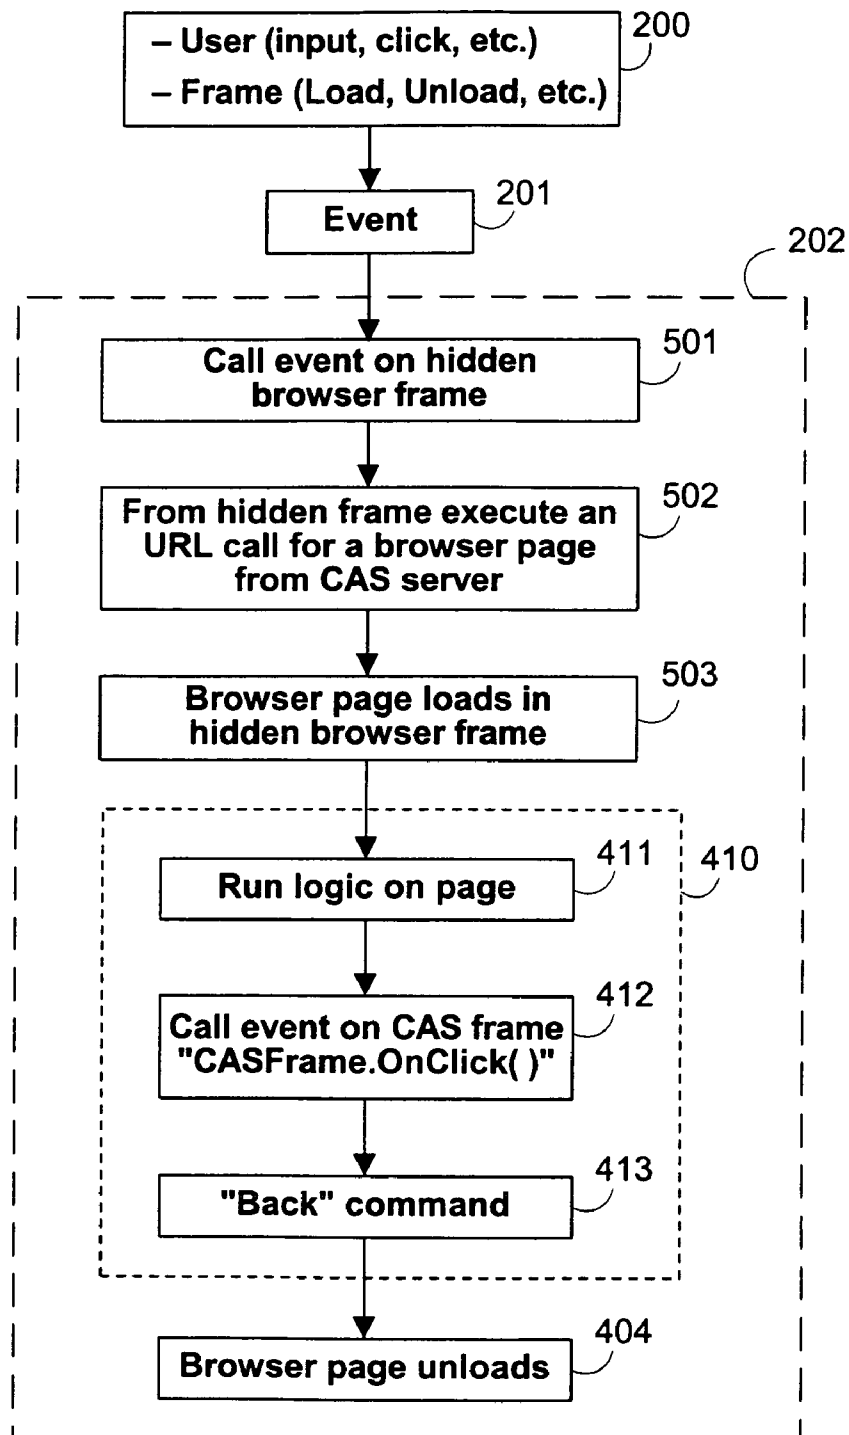 – User (input, click, etc.)
– Frame (Load, Unload, etc.)
200
Event
201
202
Call event on hidden
browser frame
501
From hidden frame execute an
URL call for a browser page
from CAS server
502
Browser page loads in
hidden browser frame
503
Run logic on page
411
410
Call event on CAS frame
"CASFrame.OnClick( )"
412
"Back" command
413
Browser page unloads
404